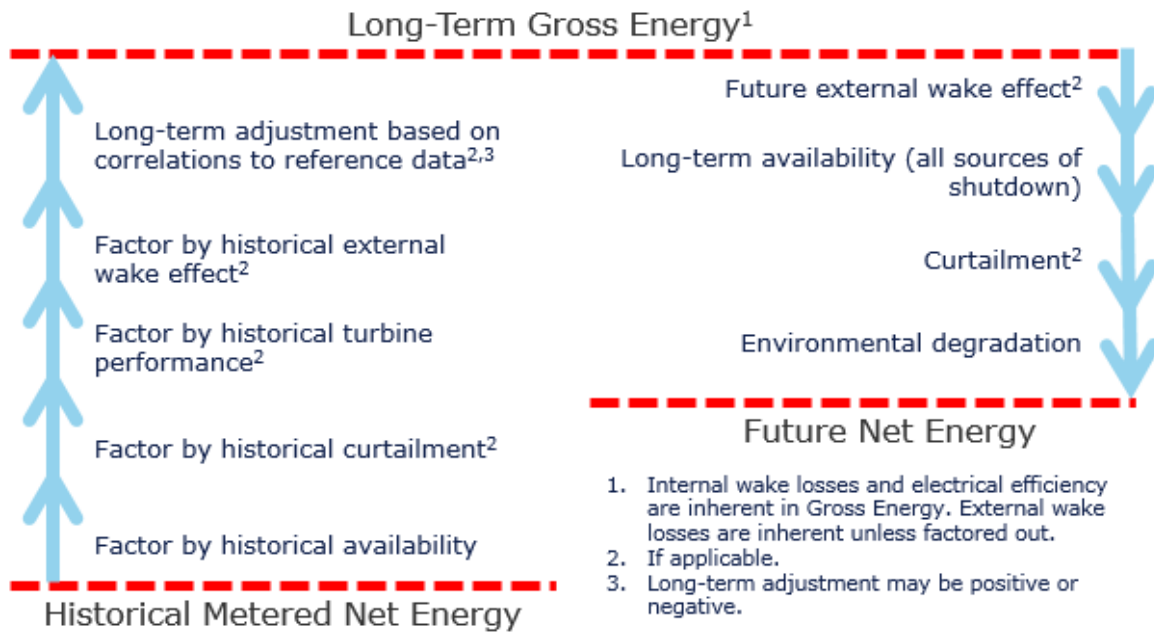 Long-Term Gross Energy¹
Long-term adjustment based on
correlations to reference data²,³
Factor by historical external
wake effect²
Factor by historical turbine
performance²
Factor by historical curtailment²
Factor by historical availability
Historical Metered Net Energy
Future external wake effect²
Long-term availability (all sources of
shutdown)
Curtailment²
Environmental degradation
Future Net Energy
1. Internal wake losses and electrical efficiency
are inherent in Gross Energy. External wake
losses are inherent unless factored out.
2. If applicable.
3. Long-term adjustment may be positive or
negative.